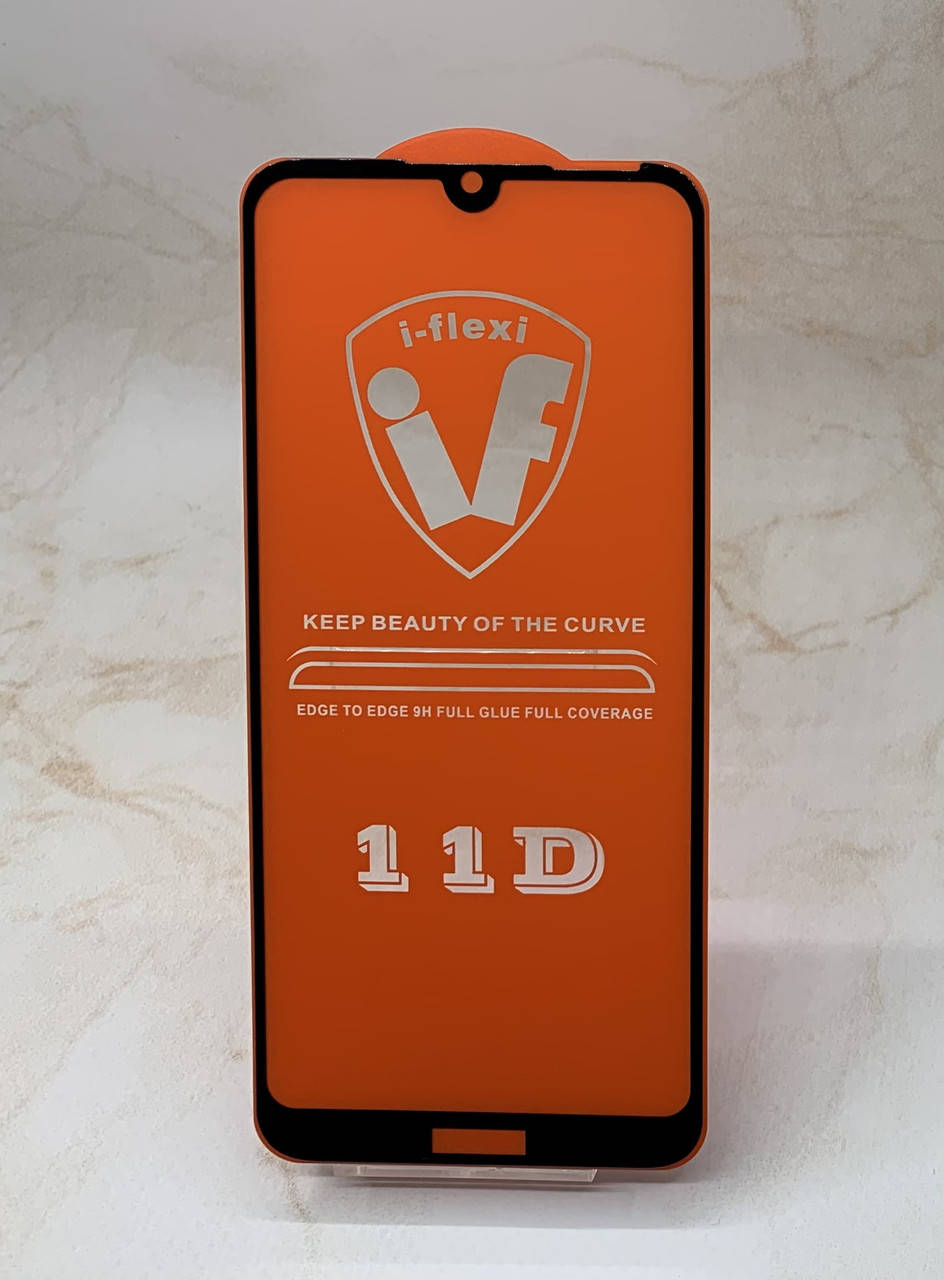 i-flexi
if
KEEP BEAUTY OF THE CURVE
EDGE TO EDGE 9H FULL GLUE FULL COVERAGE
11D